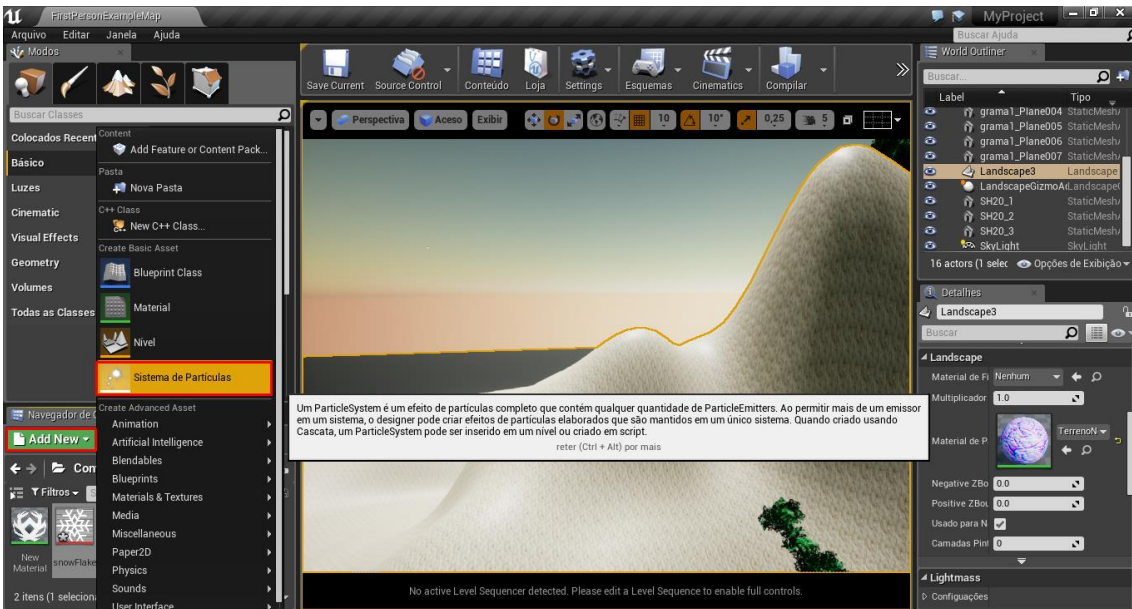 FirstPersonExampleMap
MyProject
Arquivo Editar Janela Ajuda
Buscar Ajuda
Modos
Buscar Classes
Colocados Recen
Básico
Luzes
Cinematic
Visual Effects
Geometry
Volumes
Todas as Classes
Content
Add Feature or Content Pack...
Pasta
Nova Pasta
C++ Class
New C++ Class...
Create Basic Asset
Blueprint Class
Material
Nível
Sistema de Partículas
Create Advanced Asset
Animation
Artificial Intelligence
Blendables
Blueprints
Materials & Textures
Media
Miscellaneous
Paper2D
Physics
Sounds
User Interface
Navegador de
Add New
Con
Filtros
New
Material
snowFlake
2 itens (1 selecion
Save Current Source Control Conteúdo Loja Settings Esquemas Cinematics Compilar
Perspectiva Aceso Exibir 10 10° 0,25 5
Um ParticleSystem é um efeito de partículas completo que contém qualquer quantidade de ParticleEmitters. Ao permitir mais de um emissor
em um sistema, o designer pode criar efeitos de partículas elaborados que são mantidos em um único sistema. Quando criado usando
Cascata, um ParticleSystem pode ser inserido em um nível ou criado em script.
reter (Ctrl + Alt) por mais
No active Level Sequencer detected. Please edit a Level Sequence to enable full controls.
World Outliner
Buscar...
Label Tipo
grama1_Plane004 StaticMesh
grama1_Plane005 StaticMesh
grama1_Plane006 StaticMesh
grama1_Plane007 StaticMesh
Landscape3 Landscape
LandscapeGizmoAc Landscape
SH20_1 StaticMesh
SH20_2 StaticMesh
SH20_3 StaticMesh
SkyLight SkyLight
16 actors (1 selec Opções de Exibição
Detalhes
Landscape3
Buscar
Landscape
Material de Fí Nenhum
Multiplicador 1.0
Material de P TerrenoN
Negative ZBo 0.0
Positive ZBou 0.0
Usado para N
Camadas Pint 0
Lightmass
Configuações